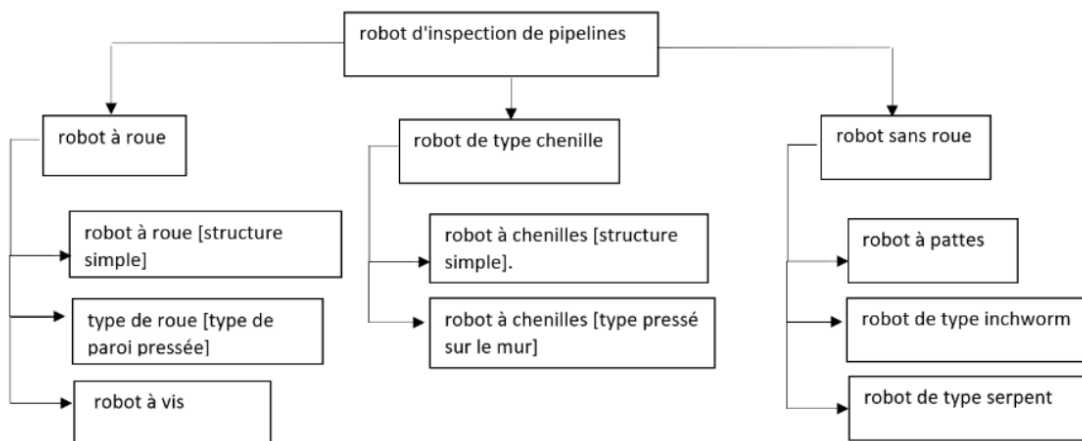 robot d'inspection de pipelines
robot à roue
robot de type chenille
robot sans roue
robot à roue [structure
simple]
type de roue [type de
paroi pressée]
robot à vis
robot à chenilles [structure
simple].
robot à chenilles [type pressé
sur le mur]
robot à pattes
robot de type inchworm
robot de type serpent